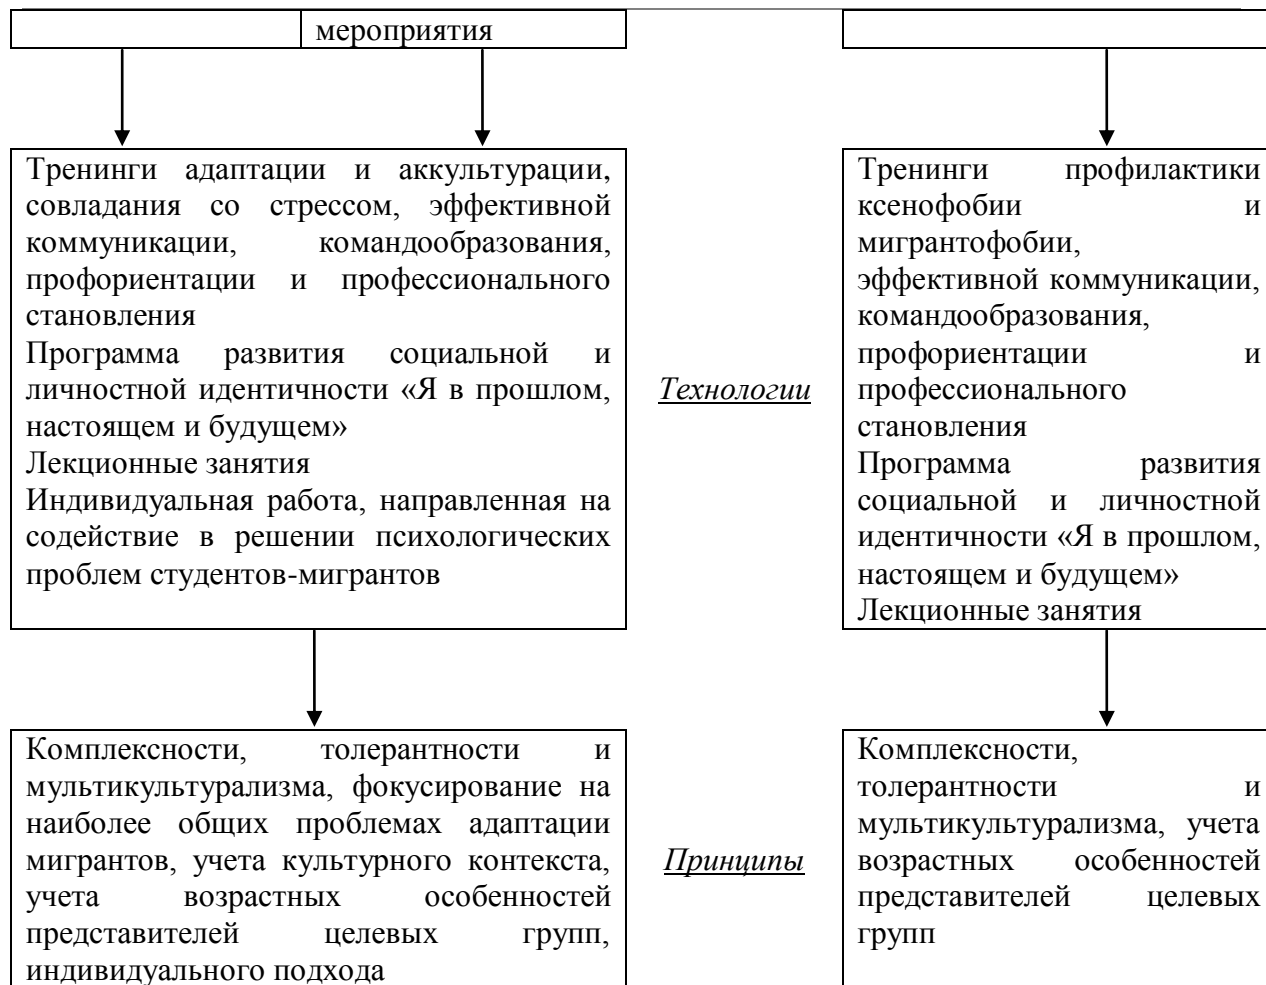 мероприятия
Тренинги адаптации и аккультурации,
совладания со стрессом, эффективной
коммуникации, командообразования,
профориентации и профессионального
становления
Программа развития социальной и
личностной идентичности «Я в прошлом,
настоящем и будущем»
Лекционные занятия
Индивидуальная работа, направленная на
содействие в решении психологических
проблем студентов-мигрантов
Технологии
Тренинги профилактики
ксенофобии и
мигрантофобии,
эффективной коммуникации,
командообразования,
профориентации и
профессионального
становления
Программа развития
социальной и личностной
идентичности «Я в прошлом,
настоящем и будущем»
Лекционные занятия
Комплексности, толерантности и
мультикультурализма, фокусирование на
наиболее общих проблемах адаптации
мигрантов, учета культурного контекста,
учета возрастных особенностей
представителей целевых групп,
индивидуального подхода
Принципы
Комплексности,
толерантности и
мультикультурализма, учета
возрастных особенностей
представителей целевых
групп